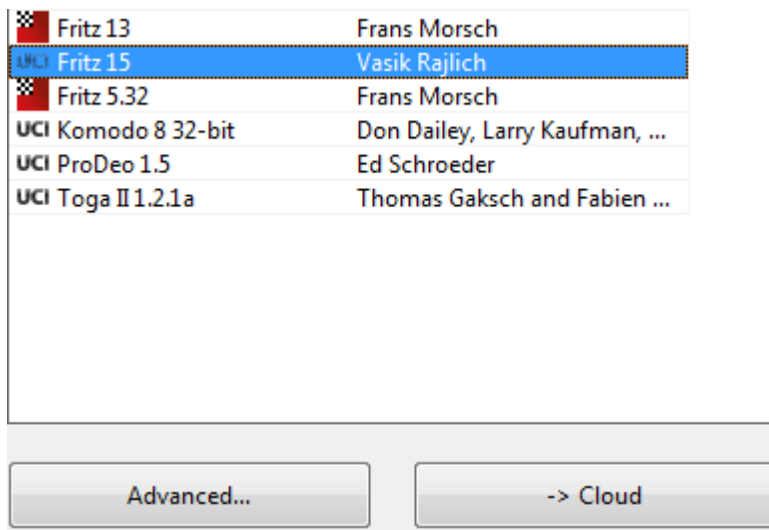 Fritz 13 Frans Morsch
UCI Fritz 15 Vasik Rajlich
Fritz 5.32 Frans Morsch
UCI Komodo 8 32-bit Don Dailey, Larry Kaufman, ...
UCI ProDeo 1.5 Ed Schroeder
UCI Toga II 1.2.1a Thomas Gaksch and Fabien ...
Advanced... -> Cloud